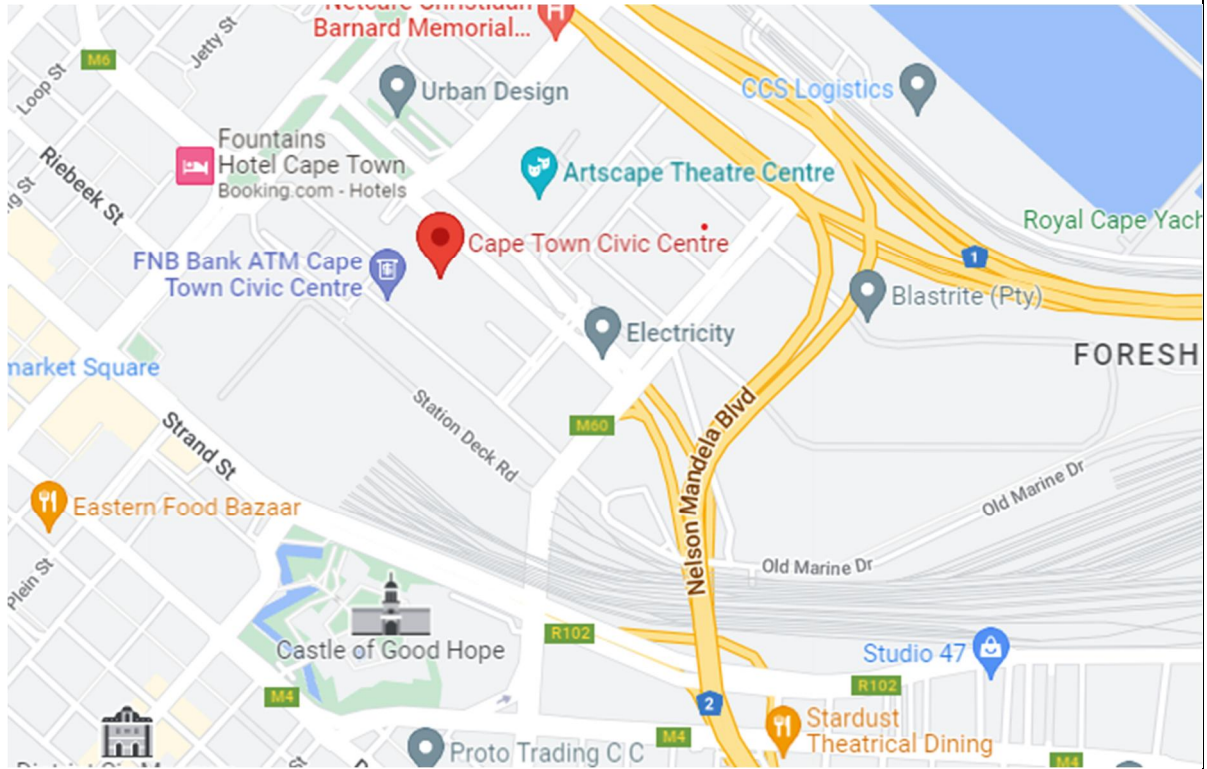 Netcare Christiaan
Barnard Memorial...
Jetty St
M6
Loop St
Urban Design
CCS Logistics
Fountains
Hotel Cape Town
Booking.com - Hotels
Riebeek St
Artscape Theatre Centre
Royal Cape Yach
Cape Town Civic Centre
FNB Bank ATM Cape
Town Civic Centre
1
Blastrite (Pty)
Electricity
FORESH
market Square
Station Deck Rd
Nelson Mandela Blvd
M60
Strand St
Old Marine Dr
Eastern Food Bazaar
Old Marine Dr
Plein St
Castle of Good Hope
R102
Studio 47
M4
R102
2
Stardust
Theatrical Dining
M4
Proto Trading C C
M4